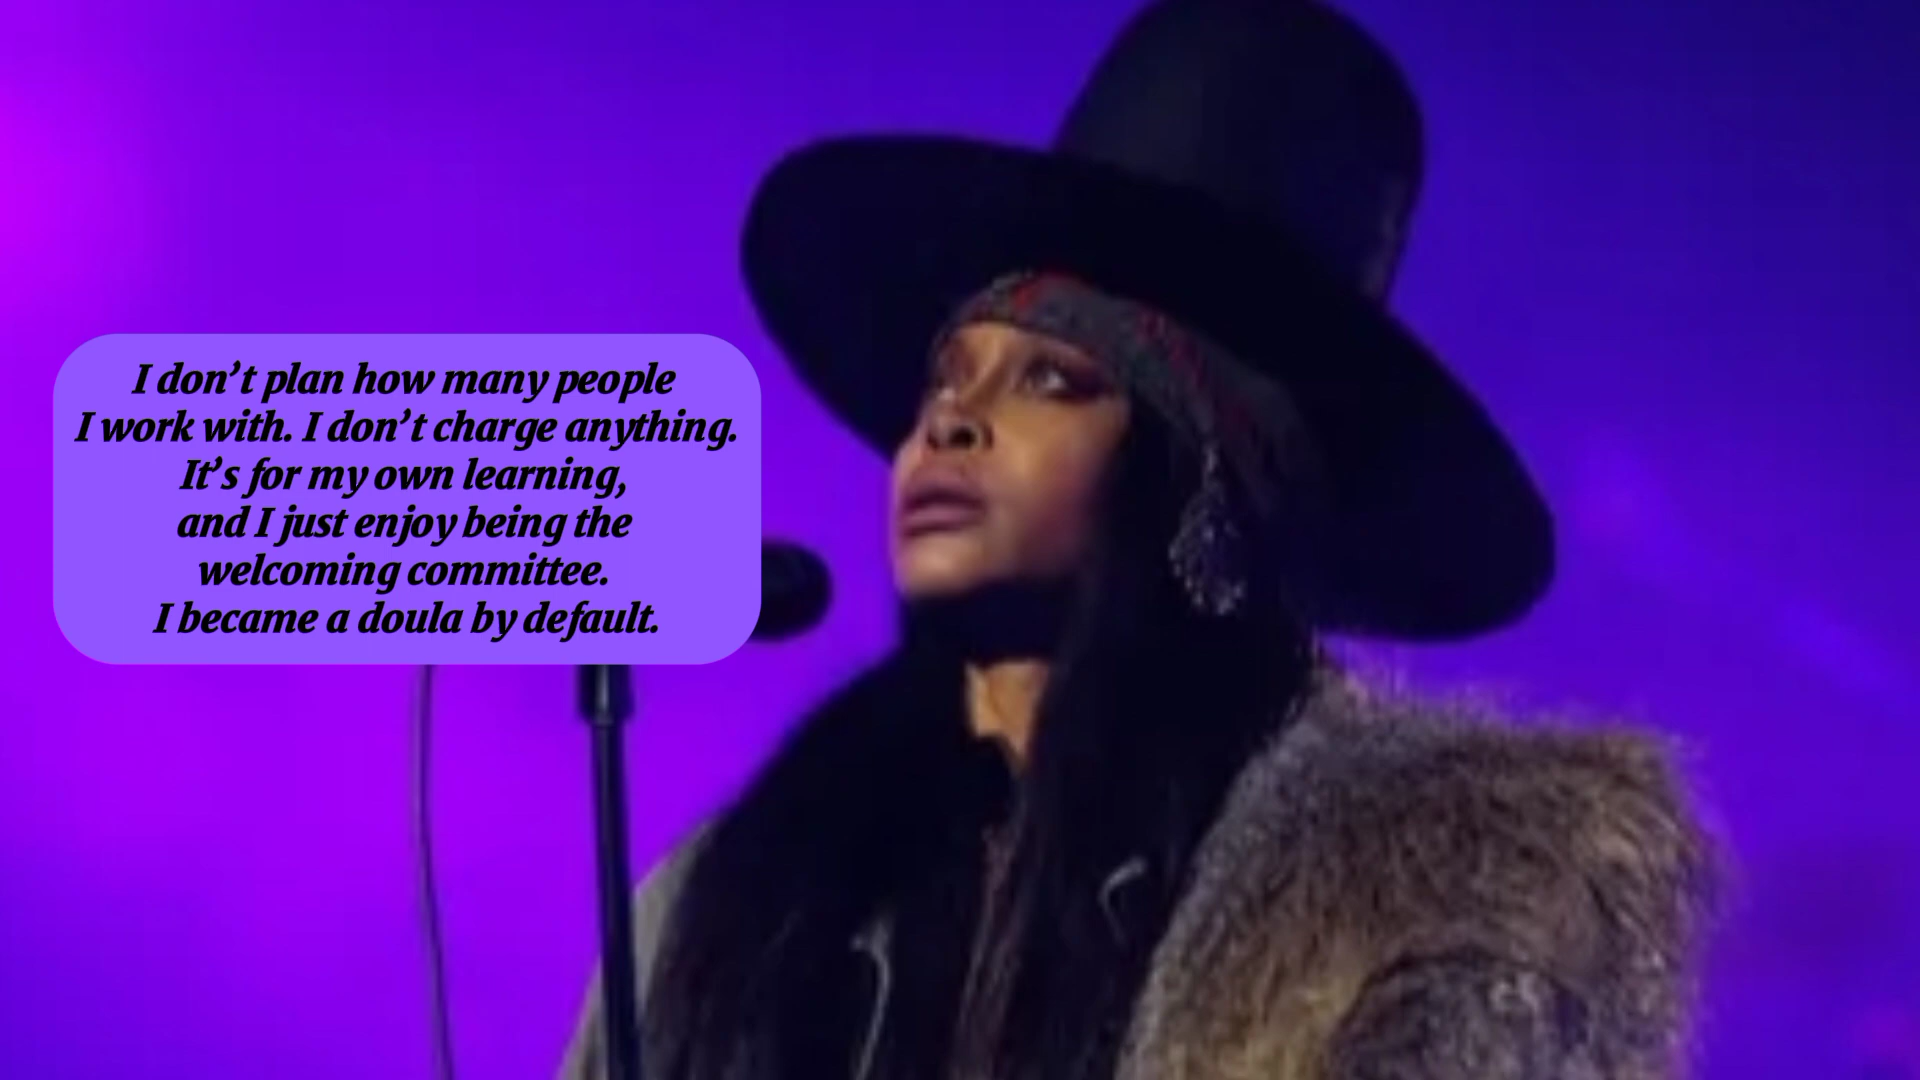 I don’t plan how many people
I work with. I don’t charge anything.
It’s for my own learning,
and I just enjoy being the
welcoming committee.
I became a doula by default.